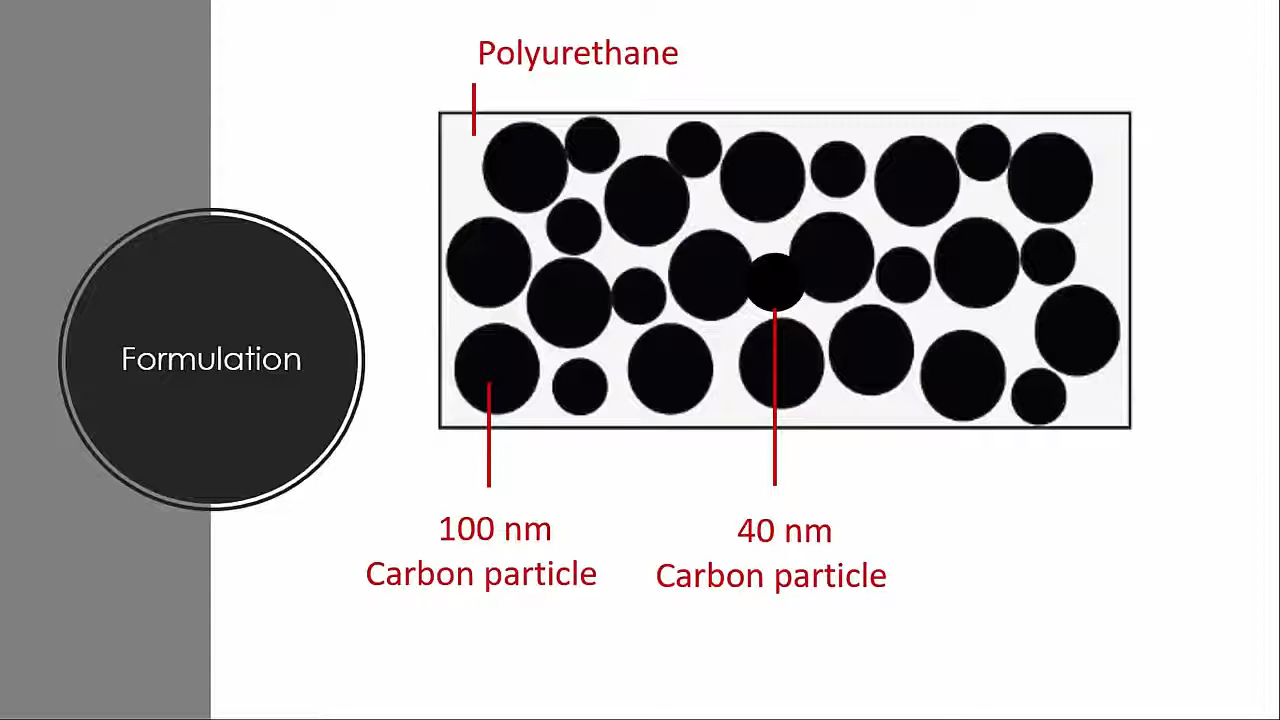 Polyurethane
Formulation
100 nm
Carbon particle
40 nm
Carbon particle